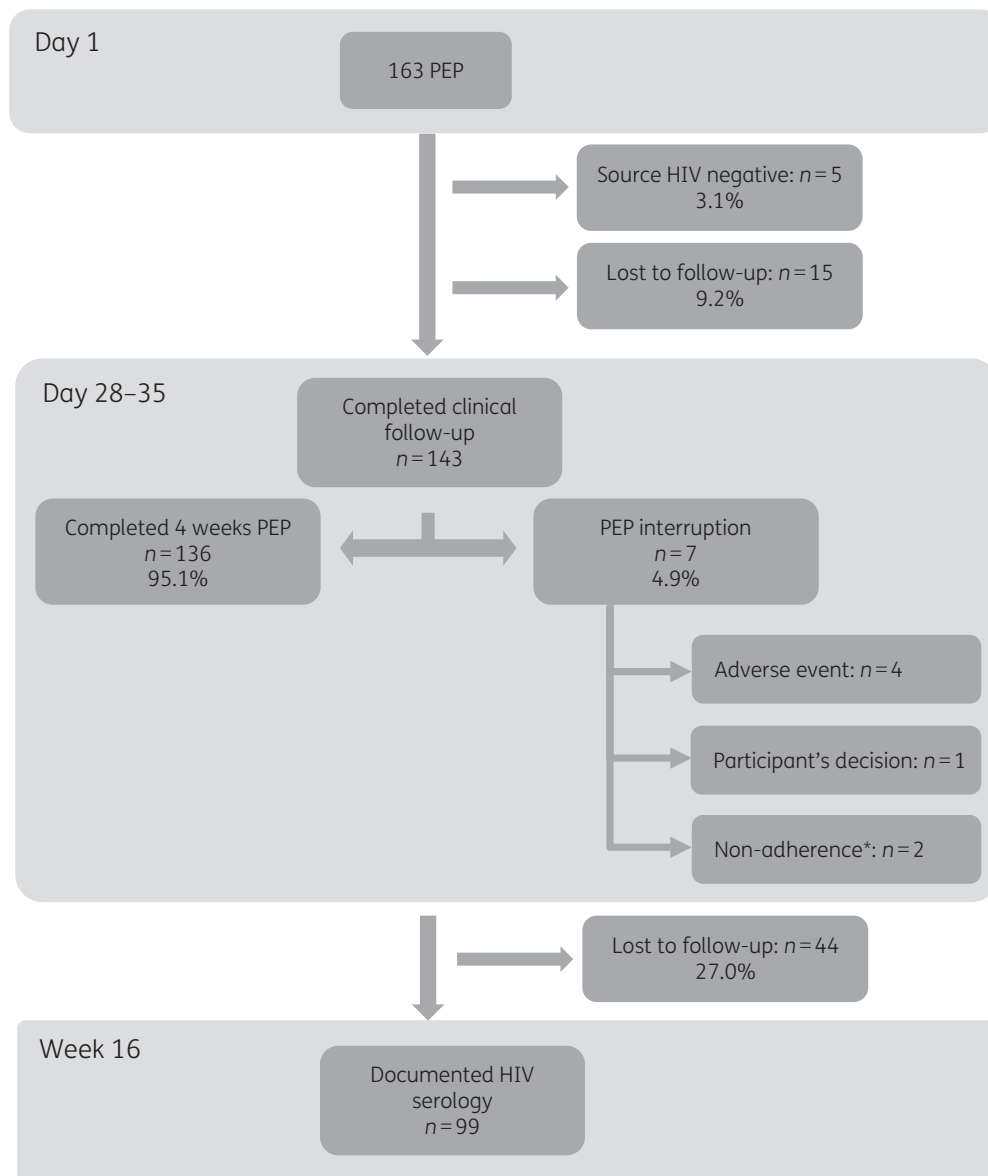 Day 1
163 PEP
Source HIV negative: n=5
3.1%
Lost to follow-up: n=15
9.2%
Day 28–35
Completed clinical
follow-up
n=143
Completed 4 weeks PEP
n=136
95.1%
PEP interruption
n=7
4.9%
Adverse event: n=4
Participant’s decision: n=1
Non-adherence*: n=2
Lost to follow-up: n=44
27.0%
Week 16
Documented HIV
serology
n=99